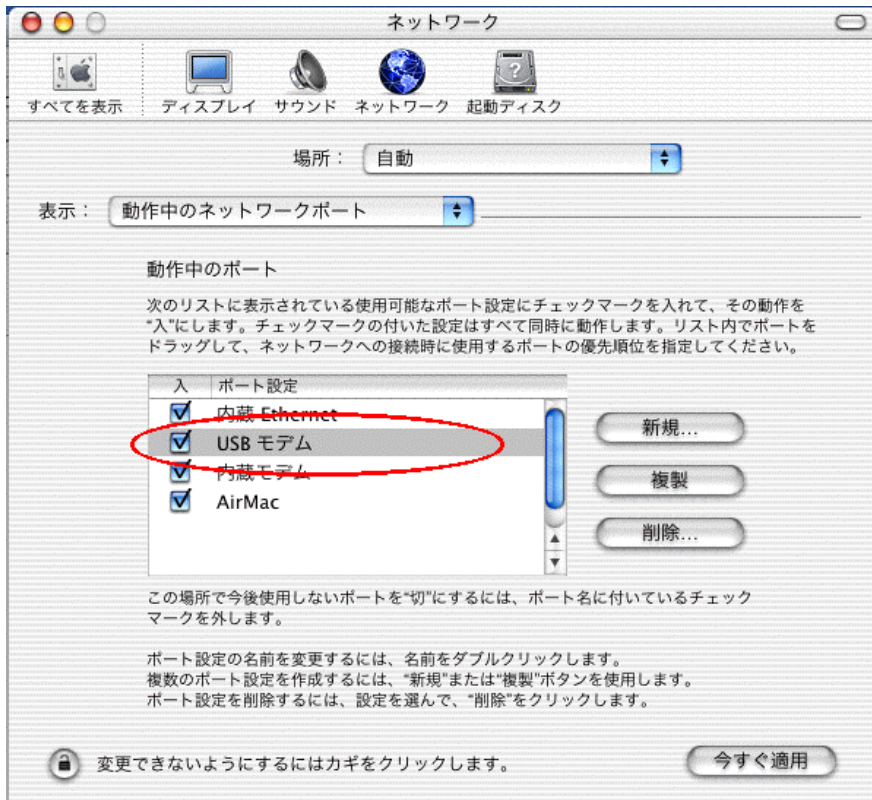 ネットワーク
すべてを表示 ディスプレイ サウンド ネットワーク 起動ディスク
場所： 自動
表示： 動作中のネットワークポート
動作中のポート
次のリストに表示されている使用可能なポート設定にチェックマークを入れて、その動作を
“入”にします。チェックマークの付いた設定はすべて同時に動作します。リスト内でポートを
ドラッグして、ネットワークへの接続時に使用するポートの優先順位を指定してください。
入 ポート設定
内蔵 Ethernet
USB モデム
内蔵モデム
AirMac
新規...
複製
削除...
この場所で今後使用しないポートを“切”にするには、ポート名に付いているチェック
マークを外します。
ポート設定の名前を変更するには、名前をダブルクリックします。
複数のポート設定を作成するには、“新規”または“複製”ボタンを使用します。
ポート設定を削除するには、設定を選んで、“削除”をクリックします。
変更できないようにするにはカギをクリックします。
今すぐ適用